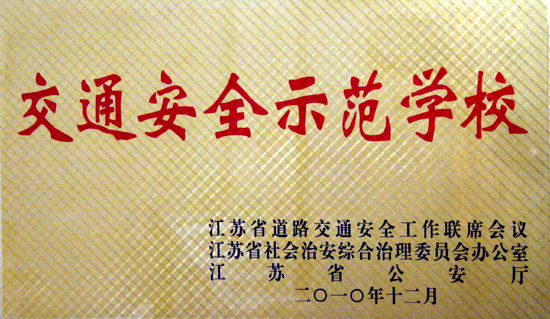 交通安全示范学校
江苏省道路交通安全工作联席会议
江苏省社会治安综合治理委员会办公室
江苏省公安厅
二〇一〇年十二月